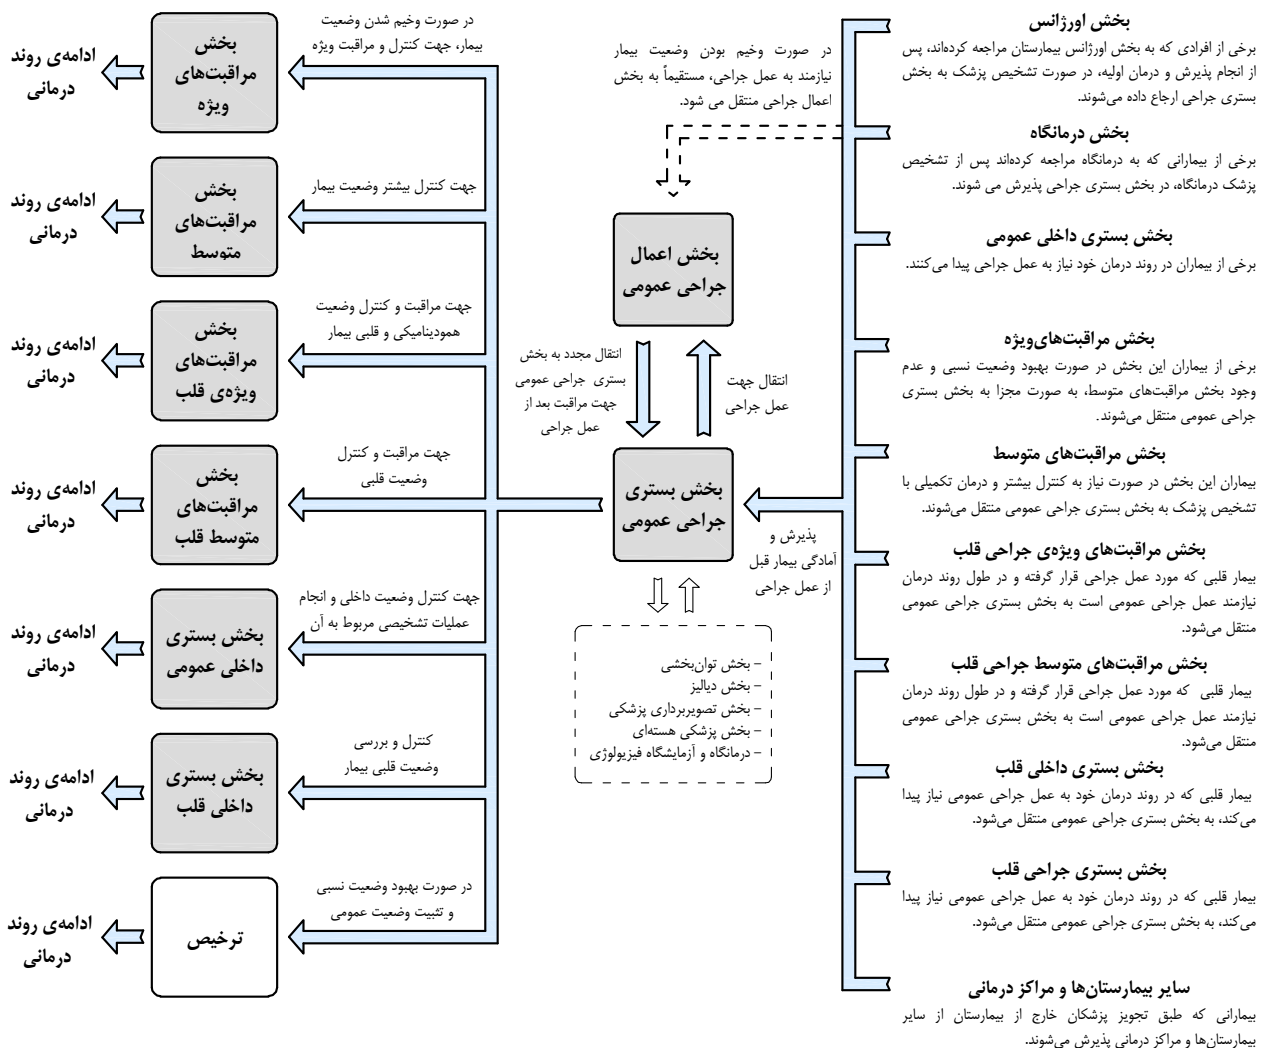 بخش اورژانس
برخی از افرادی که به بخش اورژانس بیمارستان مراجعه کرده‌اند، پس
از انجام پذیرش و درمان اولیه، در صورت تشخیص پزشک به بخش
بستری جراحی ارجاع داده می‌شوند.
بخش درمانگاه
برخی از بیمارانی که به درمانگاه مراجعه کرده‌اند پس از تشخیص
پزشک درمانگاه، در بخش بستری جراحی پذیرش می شوند.
بخش بستری داخلی عمومی
برخی از بیماران در روند درمان خود نیاز به عمل جراحی پیدا می‌کنند.
بخش مراقبت‌های‌ویژه
برخی از بیماران این بخش در صورت بهبود وضعیت نسبی و عدم
وجود بخش مراقبت‌های متوسط، به صورت مجزا به بخش بستری
جراحی عمومی منتقل می‌شوند.
بخش مراقبت‌های متوسط
بیماران این بخش در صورت نیاز به کنترل بیشتر و درمان تکمیلی با
تشخیص پزشک به بخش بستری جراحی عمومی منتقل می‌شوند.
بخش مراقبت‌های ویژه‌ی جراحی قلب
بیمار قلبی که مورد عمل جراحی قرار گرفته و در طول روند درمان
نیازمند عمل جراحی عمومی است به بخش بستری جراحی عمومی
منتقل می‌شود.
بخش مراقبت‌های متوسط جراحی قلب
بیمار قلبی که مورد عمل جراحی قرار گرفته و در طول روند درمان
نیازمند عمل جراحی عمومی است به بخش بستری جراحی عمومی
منتقل می‌شود.
بخش بستری داخلی قلب
بیمار قلبی که در روند درمان خود به عمل جراحی عمومی نیاز پیدا
می‌کند، به بخش بستری جراحی عمومی منتقل می‌شود.
بخش بستری جراحی قلب
بیمار قلبی که در روند درمان خود به عمل جراحی عمومی نیاز پیدا
می‌کند، به بخش بستری جراحی عمومی منتقل می‌شود.
سایر بیمارستان‌ها و مراکز درمانی
بیمارانی که طبق تجویز پزشکان خارج از بیمارستان از سایر
بیمارستان‌ها و مراکز درمانی پذیرش می‌شوند.
در صورت وخیم بودن وضعیت بیمار
نیازمند به عمل جراحی، مستقیماً به بخش
اعمال جراحی منتقل می شود.
بخش اعمال
جراحی عمومی
انتقال جهت
عمل جراحی
انتقال مجدد به بخش
بستری جراحی عمومی
جهت مراقبت بعد از
عمل جراحی
بخش بستری
جراحی عمومی
پذیرش و
آمادگی بیمار قبل
از عمل جراحی
– بخش توان‌بخشی
– بخش دیالیز
– بخش تصویربرداری پزشکی
– بخش پزشکی هسته‌ای
– درمانگاه و آزمایشگاه فیزیولوژی
در صورت وخیم شدن وضعیت
بیمار، جهت کنترل و مراقبت ویژه
بخش
مراقبت‌های
ویژه
ادامه‌ی روند
درمانی
جهت کنترل بیشتر وضعیت بیمار
بخش
مراقبت‌های
متوسط
ادامه‌ی روند
درمانی
جهت مراقبت و کنترل وضعیت
همودینامیکی و قلبی بیمار
بخش
مراقبت‌های
ویژه‌ی قلب
ادامه‌ی روند
درمانی
جهت مراقبت و کنترل
وضعیت قلبی
بخش
مراقبت‌های
متوسط قلب
ادامه‌ی روند
درمانی
جهت کنترل وضعیت داخلی و انجام
عملیات تشخیصی مربوط به آن
بخش بستری
داخلی عمومی
ادامه‌ی روند
درمانی
کنترل و بررسی
وضعیت قلبی بیمار
بخش بستری
داخلی قلب
ادامه‌ی روند
درمانی
در صورت بهبود وضعیت نسبی
و تثبیت وضعیت عمومی
ترخیص
ادامه‌ی روند
درمانی